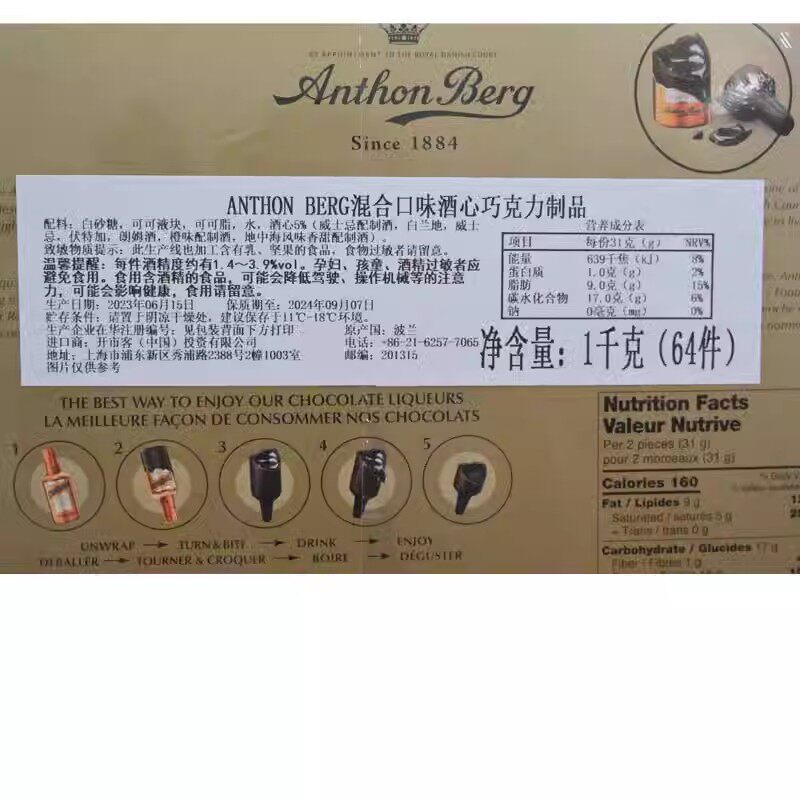 BY APPOINTMENT TO THE ROYAL DANISH COURT
Anthon Berg
Since 1884
ANTHON BERG混合口味酒心巧克力制品
配料：白砂糖，可可液块，可可脂，水，酒心5%（威士忌配制酒，白兰地，威士
忌，伏特加，朗姆酒，橙味配制酒，地中海风味香甜配制酒）。
致敏物质提示：此生产线也加工含有乳、坚果的食品，食物过敏者请留意。
温馨提醒：每件酒精度约有1.4~3.9%vol。孕妇、孩童、酒精过敏者应
避免食用。食用含酒精的食品，可能会降低驾驶、操作机械等的注意
力，可能会影响健康，食用请留意。
生产日期：2023年06月15日 保质期至：2024年09月07日
贮存条件：请置于阴凉干燥处，建议保存于11℃-18℃环境。
生产企业在华注册编号：见包装背面下方打印 原产国：波兰
进口商：开市客（中国）投资有限公司 电话：+86-21-6257-7065
地址：上海市浦东新区秀浦路2388号2幢1003室 邮编：201315
图片仅供参考
营养成分表
项目 每份31克（g） NRV%
能量 639千焦（kJ） 8%
蛋白质 1.0克（g） 2%
脂肪 9.0克（g） 15%
碳水化合物 17.0克（g） 6%
钠 0毫克（mg） 0%
净含量：1千克（64件）
THE BEST WAY TO ENJOY OUR CHOCOLATE LIQUEURS
LA MEILLEURE FAÇON DE CONSOMMER NOS CHOCOLATS
1 2 3 4 5
UNWRAP → TURN & BITE → DRINK → ENJOY
DÉBALLER → TOURNER & CROQUER → BOIRE → DÉGUSTER
Nutrition Facts
Valeur Nutrive
Per 2 pieces (31 g)
pour 2 morceaux (31 g)
Calories 160
Fat / Lipides 9 g
Saturated / saturés 5 g
+ Trans / trans 0 g
Carbohydrate / Glucides 17 g
Fiber / Fibres 1 g